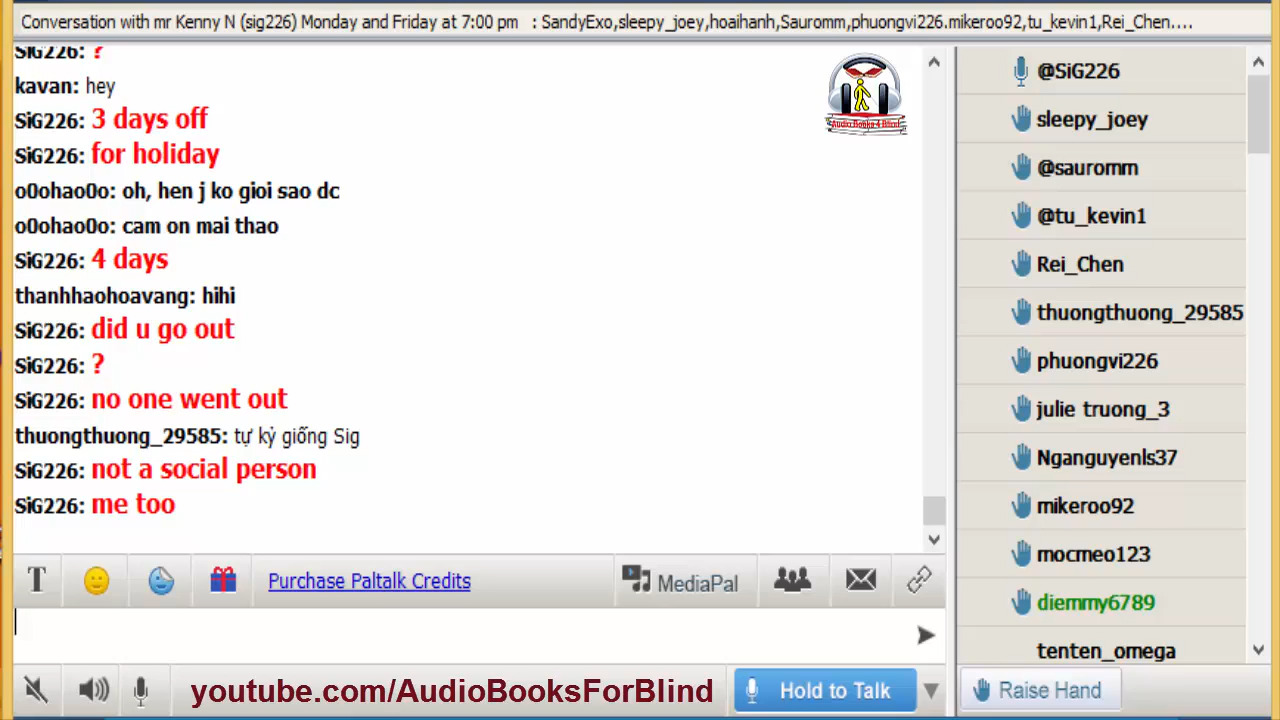 Conversation with mr Kenny N (sig226) Monday and Friday at 7:00 pm : SandyExo,sleepy_joey,hoaihanh,Sauromm,phuongvi226.mikeroo92,tu_kevin1,Rei_Chen....
SiG226: ?
kavan: hey
SiG226: 3 days off
SiG226: for holiday
o0ohao0o: oh, hen j ko gioi sao dc
o0ohao0o: cam on mai thao
SiG226: 4 days
thanhhaohoavang: hihi
SiG226: did u go out
SiG226: ?
SiG226: no one went out
thuongthuong_29585: tự kỷ giống Sig
SiG226: not a social person
SiG226: me too
Audio Books 4 Blind
@SiG226
sleepy_joey
@sauromm
@tu_kevin1
Rei_Chen
thuongthuong_29585
phuongvi226
julie truong_3
Nganguyenls37
mikeroo92
mocmeo123
diemmy6789
tenten_omega
T Purchase Paltalk Credits MediaPal
youtube.com/AudioBooksForBlind Hold to Talk Raise Hand